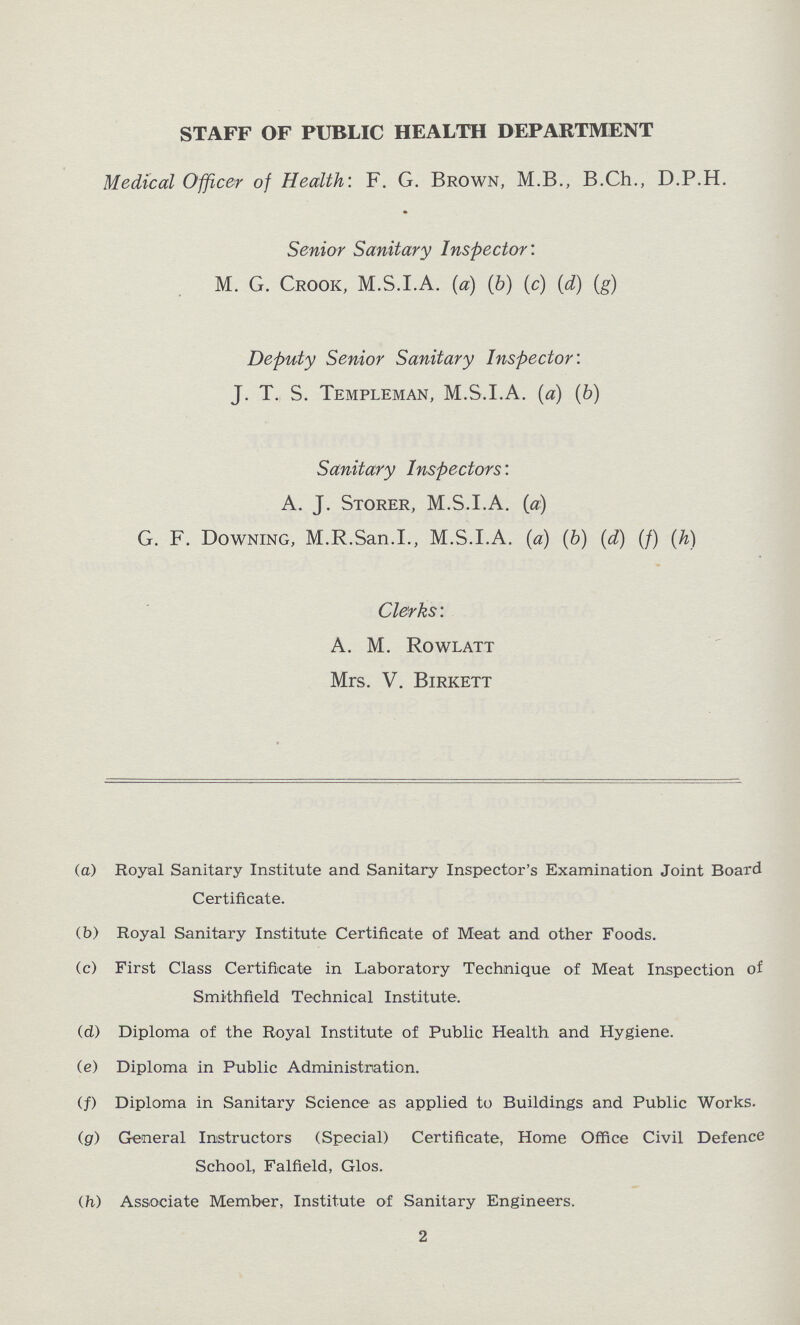 STAFF OF PUBLIC HEALTH DEPARTMENT
Medical Officer of Health: F. G. Brown, M.B., B.Ch., D.P.H.
Senior Sanitary Inspector:
M. G. Crook, M.S.I.A. (a) (b) (c) (d) (g)
Deputy Senior Sanitary Inspector:
J. T. S. Templeman, M.S.I.A. (a) (b)
Sanitary Inspectors:
A. J. Storer, M.S.I.A. (a)
G. F. Downing, M.R.San.I., M.S.I.A. (a) (b) (d) (f) (h)
Clerks:
A. M. Rowlatt
Mrs. V. Birkett
(a) Royal Sanitary Institute and Sanitary Inspector's Examination Joint Board
Certificate.
(b) Royal Sanitary Institute Certificate of Meat and other Foods.
(c) First Class Certificate in Laboratory Technique of Meat Inspection of
Smithfield Technical Institute.
(d) Diploma of the Royal Institute of Public Health and Hygiene.
(e) Diploma in Public Administration.
(f) Diploma in Sanitary Science as applied to Buildings and Public Works.
(g) General Instructors (Special) Certificate, Home Office Civil Defence
School, Falfield, Glos.
(h) Associate Member, Institute of Sanitary Engineers.
2